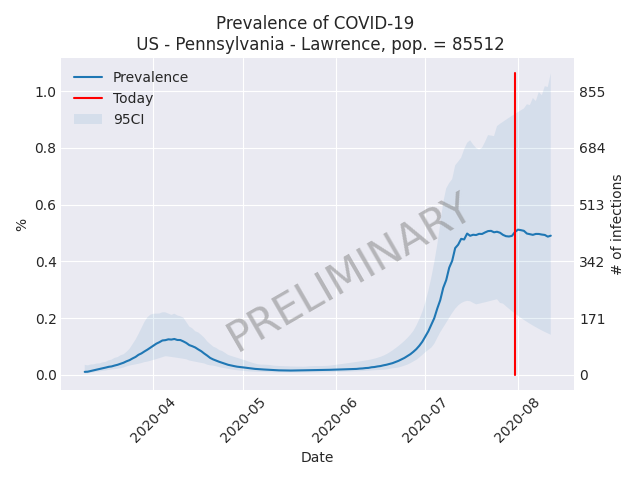 Prevalence of COVID-19
US - Pennsylvania - Lawrence, pop. = 85512
Prevalence
Today
95CI
1.0
0.8
0.6
0.4
0.2
0.0
%
855
684
513
342
171
0
# of infections
PRELIMINARY
2020-04
2020-05
2020-06
2020-07
2020-08
Date